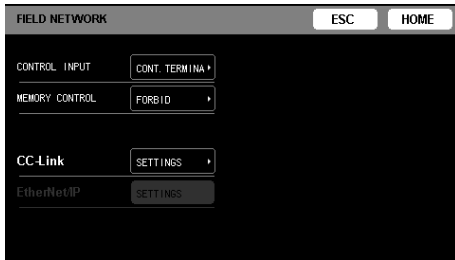 FIELD NETWORK ESC HOME
CONTROL INPUT CONT. TERMINA
MEMORY CONTROL FORBID
CC-Link SETTINGS
EtherNet/IP SETTINGS